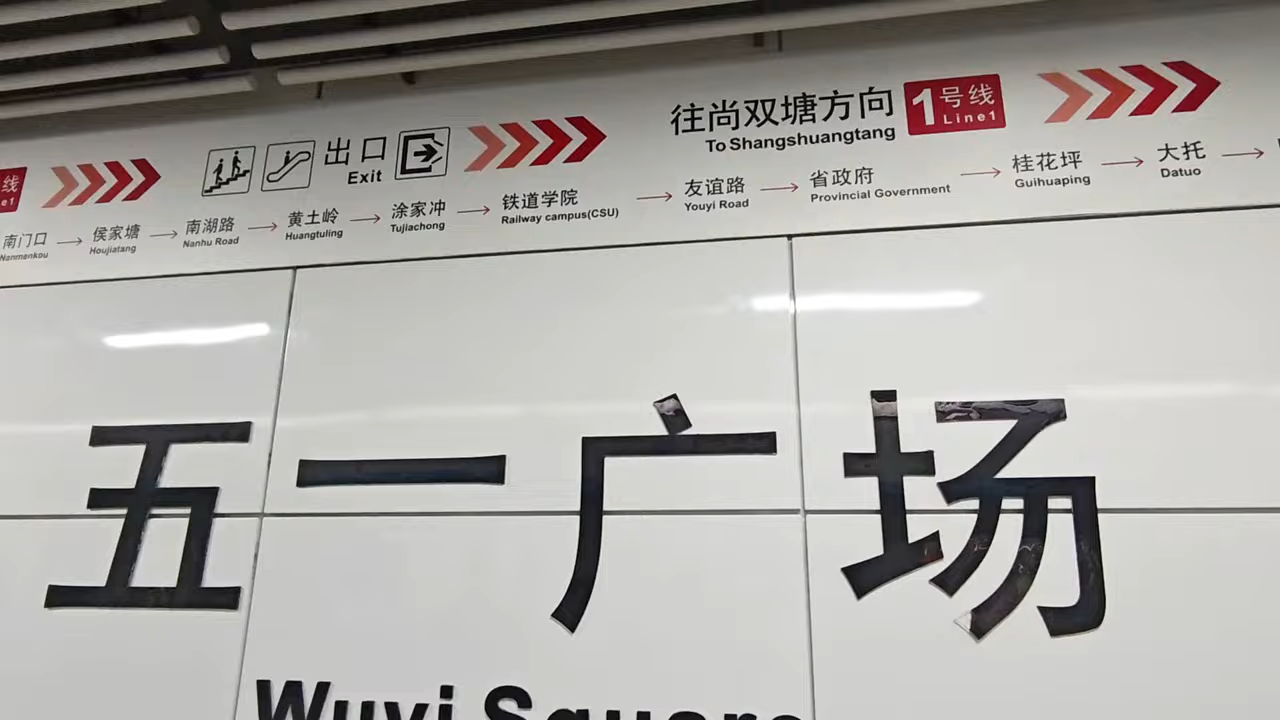 线
出口
Exit
往尚双塘方向
To Shangshuangtang
1号线
Line1
南门口 → 侯家塘 → 南湖路 → 黄土岭 → 涂家冲 → 铁道学院 → 友谊路 → 省政府 → 桂花坪 → 大托 →
Nanmenkou Houjiatang Nanhu Road Huangtuling Tujiachong Railway campus(CSU) Youyi Road Provincial Government Guihuaping Datuo
五一广场
Wuyi Square